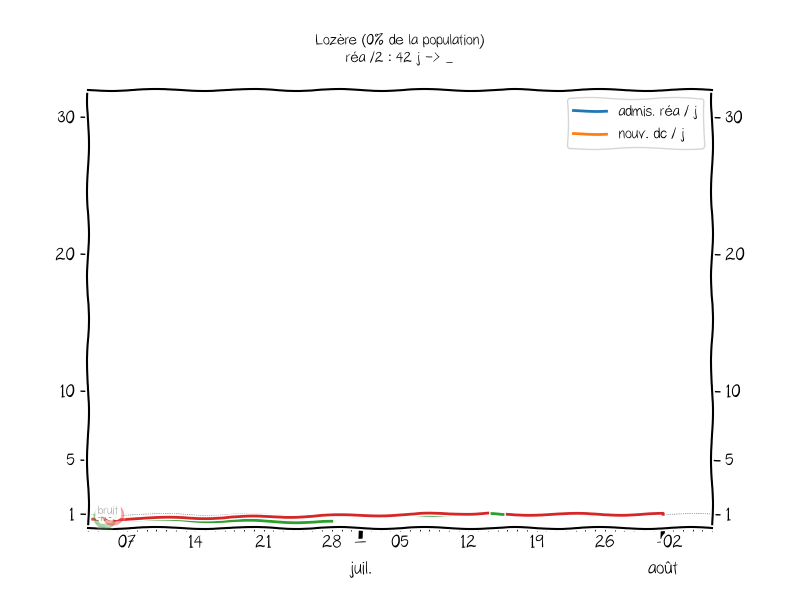 Lozère (0% de la population)
réa /2 : 42 j -> _
admis. réa / j
nouv. dc / j
30
30
20
20
10
10
5
5
1
1
bruit
07 14 21 28 05 12 19 26 02
juil. août